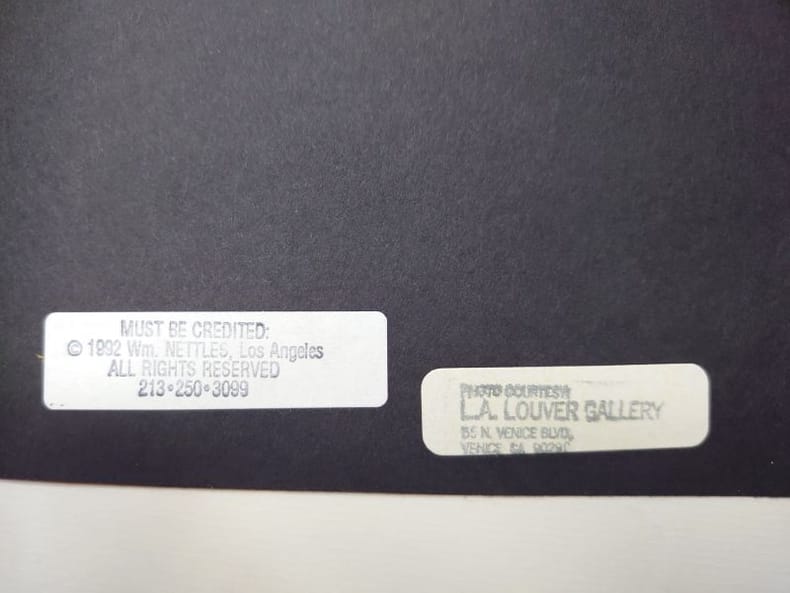 MUST BE CREDITED:
© 1992 Wm. NETTLES, Los Angeles
ALL RIGHTS RESERVED
213•250•3099
PHOTO COURTESY
L.A. LOUVER GALLERY
55 N. VENICE BLVD,
VENICE CA